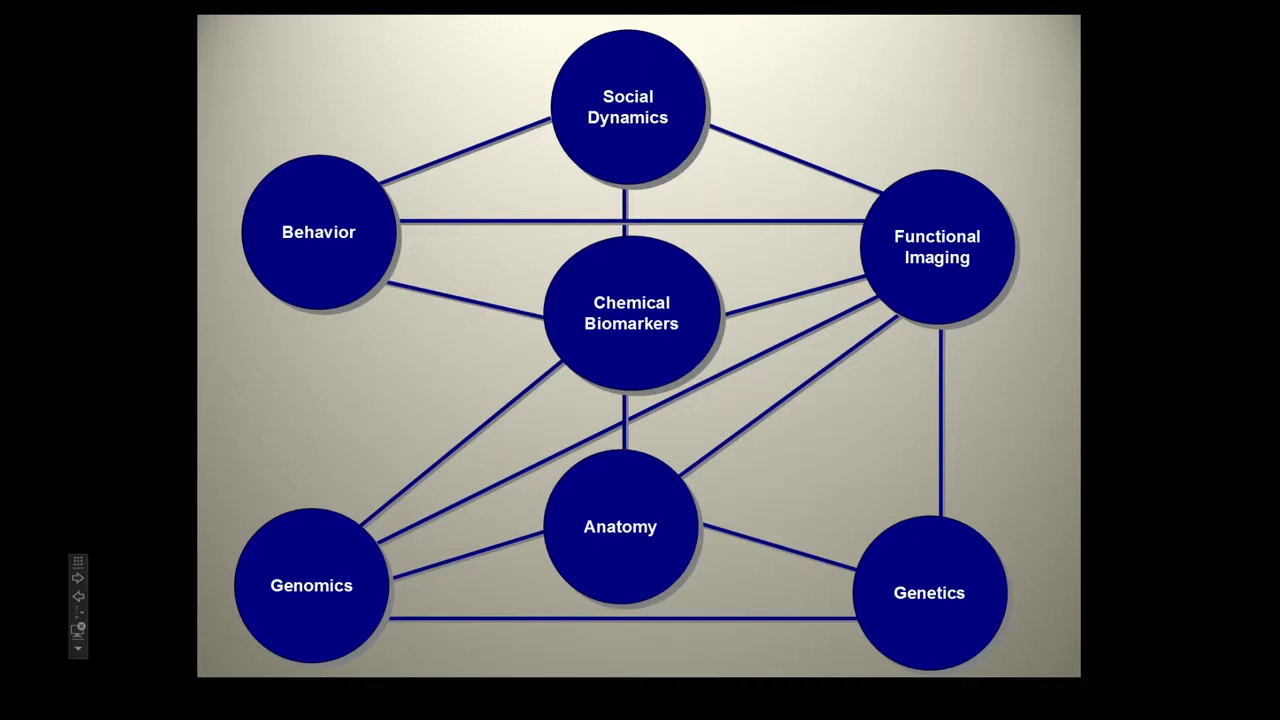 Social
Dynamics
Behavior
Functional
Imaging
Chemical
Biomarkers
Anatomy
Genomics
Genetics